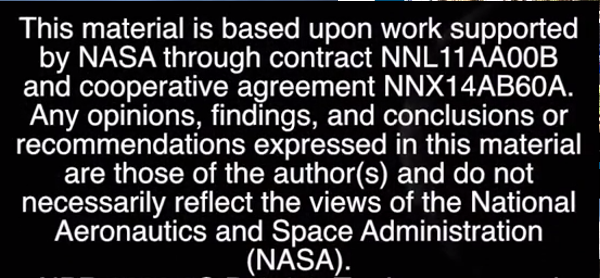 This material is based upon work supported
by NASA through contract NNL11AA00B
and cooperative agreement NNX14AB60A.
Any opinions, findings, and conclusions or
recommendations expressed in this material
are those of the author(s) and do not
necessarily reflect the views of the National
Aeronautics and Space Administration
(NASA).